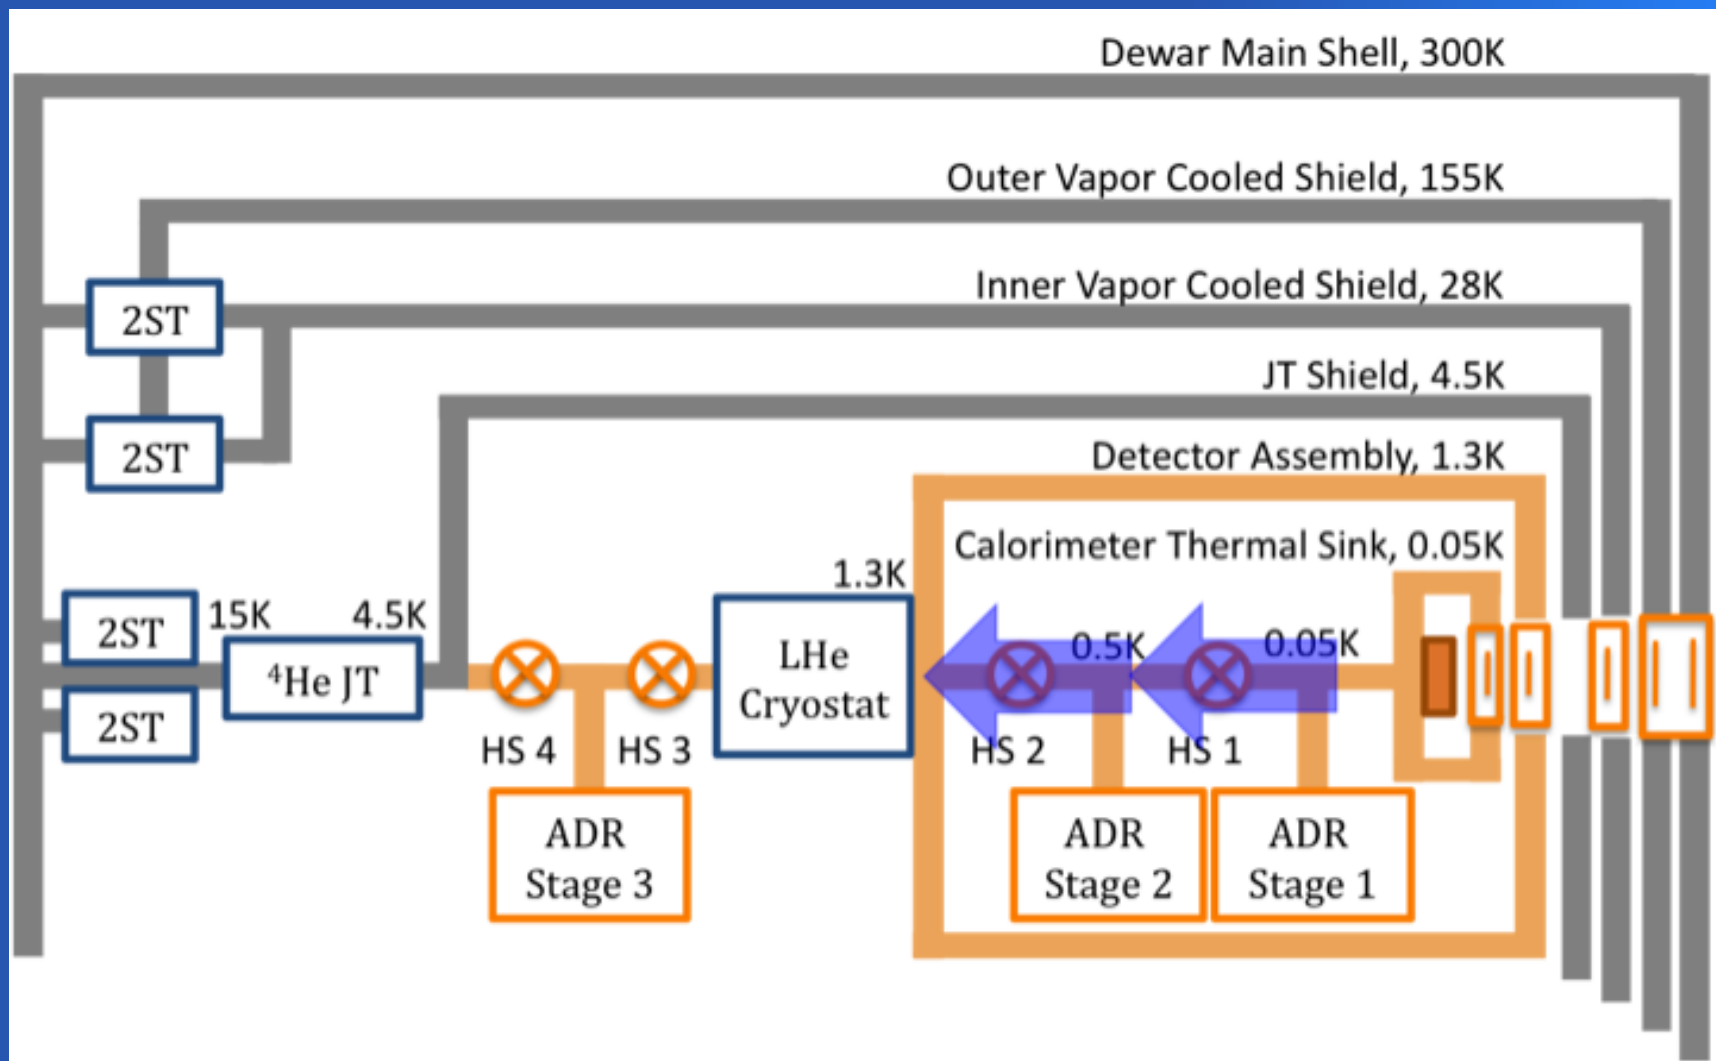 Dewar Main Shell, 300K
Outer Vapor Cooled Shield, 155K
Inner Vapor Cooled Shield, 28K
2ST
JT Shield, 4.5K
2ST
Detector Assembly, 1.3K
Calorimeter Thermal Sink, 0.05K
1.3K
15K
4.5K
2ST
⁴He JT
LHe
Cryostat
0.5K
0.05K
2ST
HS 4
HS 3
HS 2
HS 1
ADR
Stage 3
ADR
Stage 2
ADR
Stage 1